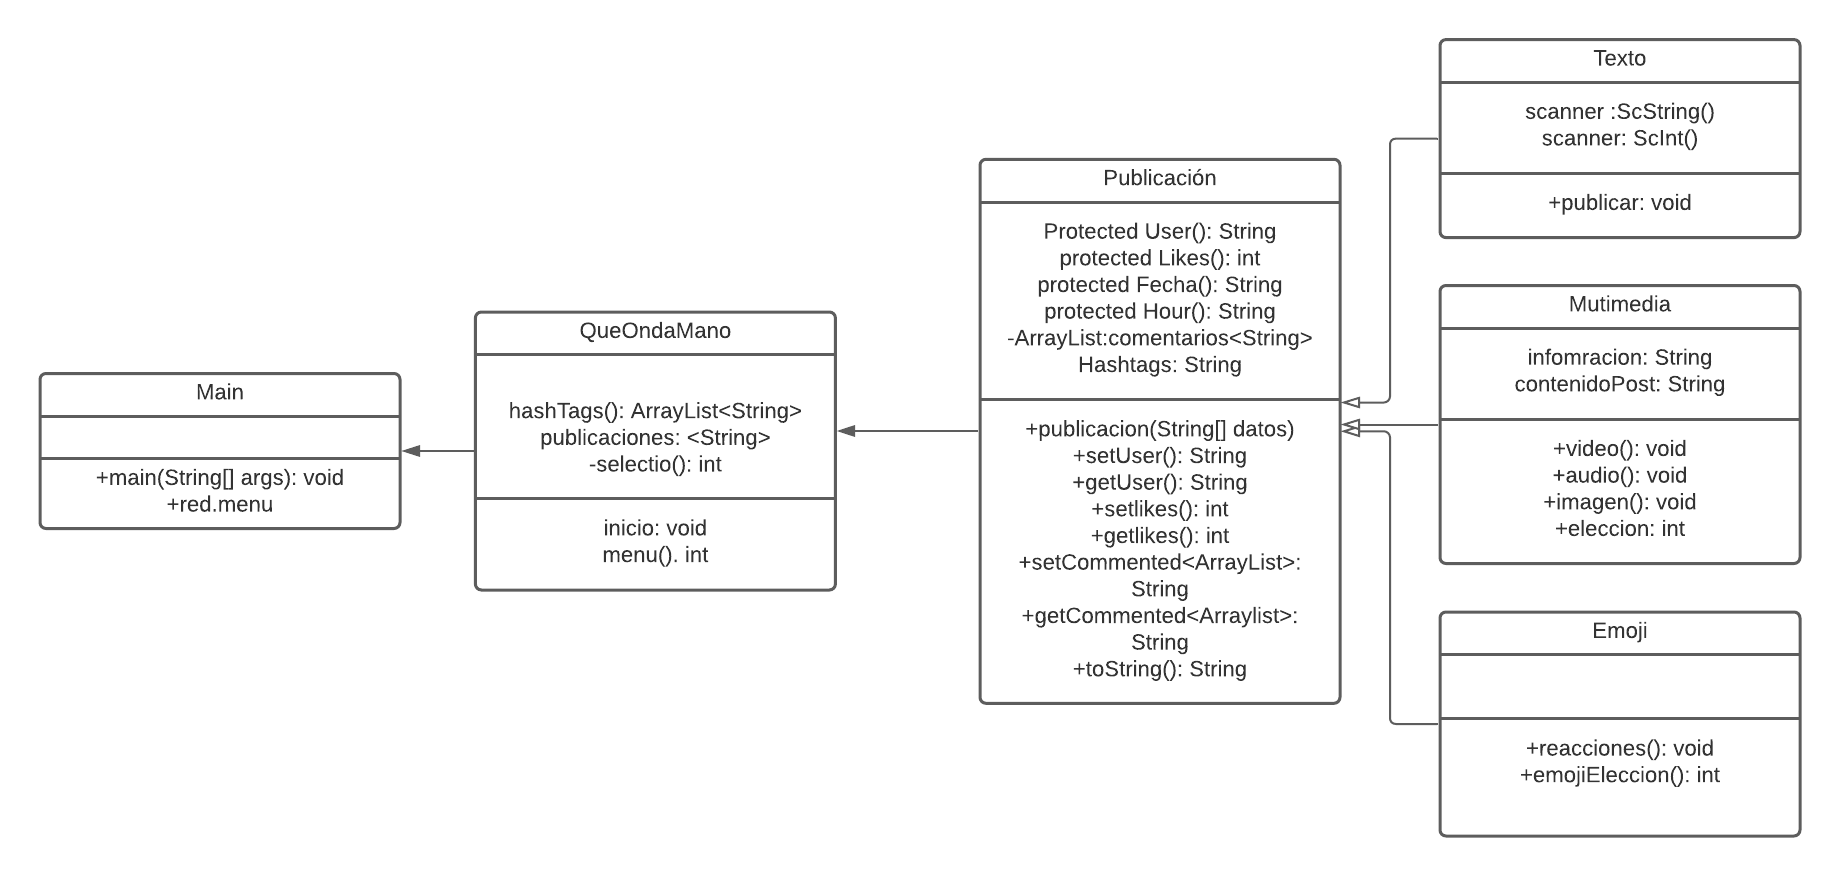 Main
+main(String[] args): void
+red.menu
QueOndaMano
hashTags(): ArrayList<String>
publicaciones: <String>
-selectio(): int
inicio: void
menu(). int
Publicación
Protected User(): String
protected Likes(): int
protected Fecha(): String
protected Hour(): String
-ArrayList:comentarios<String>
Hashtags: String
+publicacion(String[] datos)
+setUser(): String
+getUser(): String
+setlikes(): int
+getlikes(): int
+setCommented<ArrayList>:
String
+getCommented<Arraylist>:
String
+toString(): String
Texto
scanner :ScString()
scanner: ScInt()
+publicar: void
Mutimedia
infomracion: String
contenidoPost: String
+video(): void
+audio(): void
+imagen(): void
+eleccion: int
Emoji
+reacciones(): void
+emojiEleccion(): int